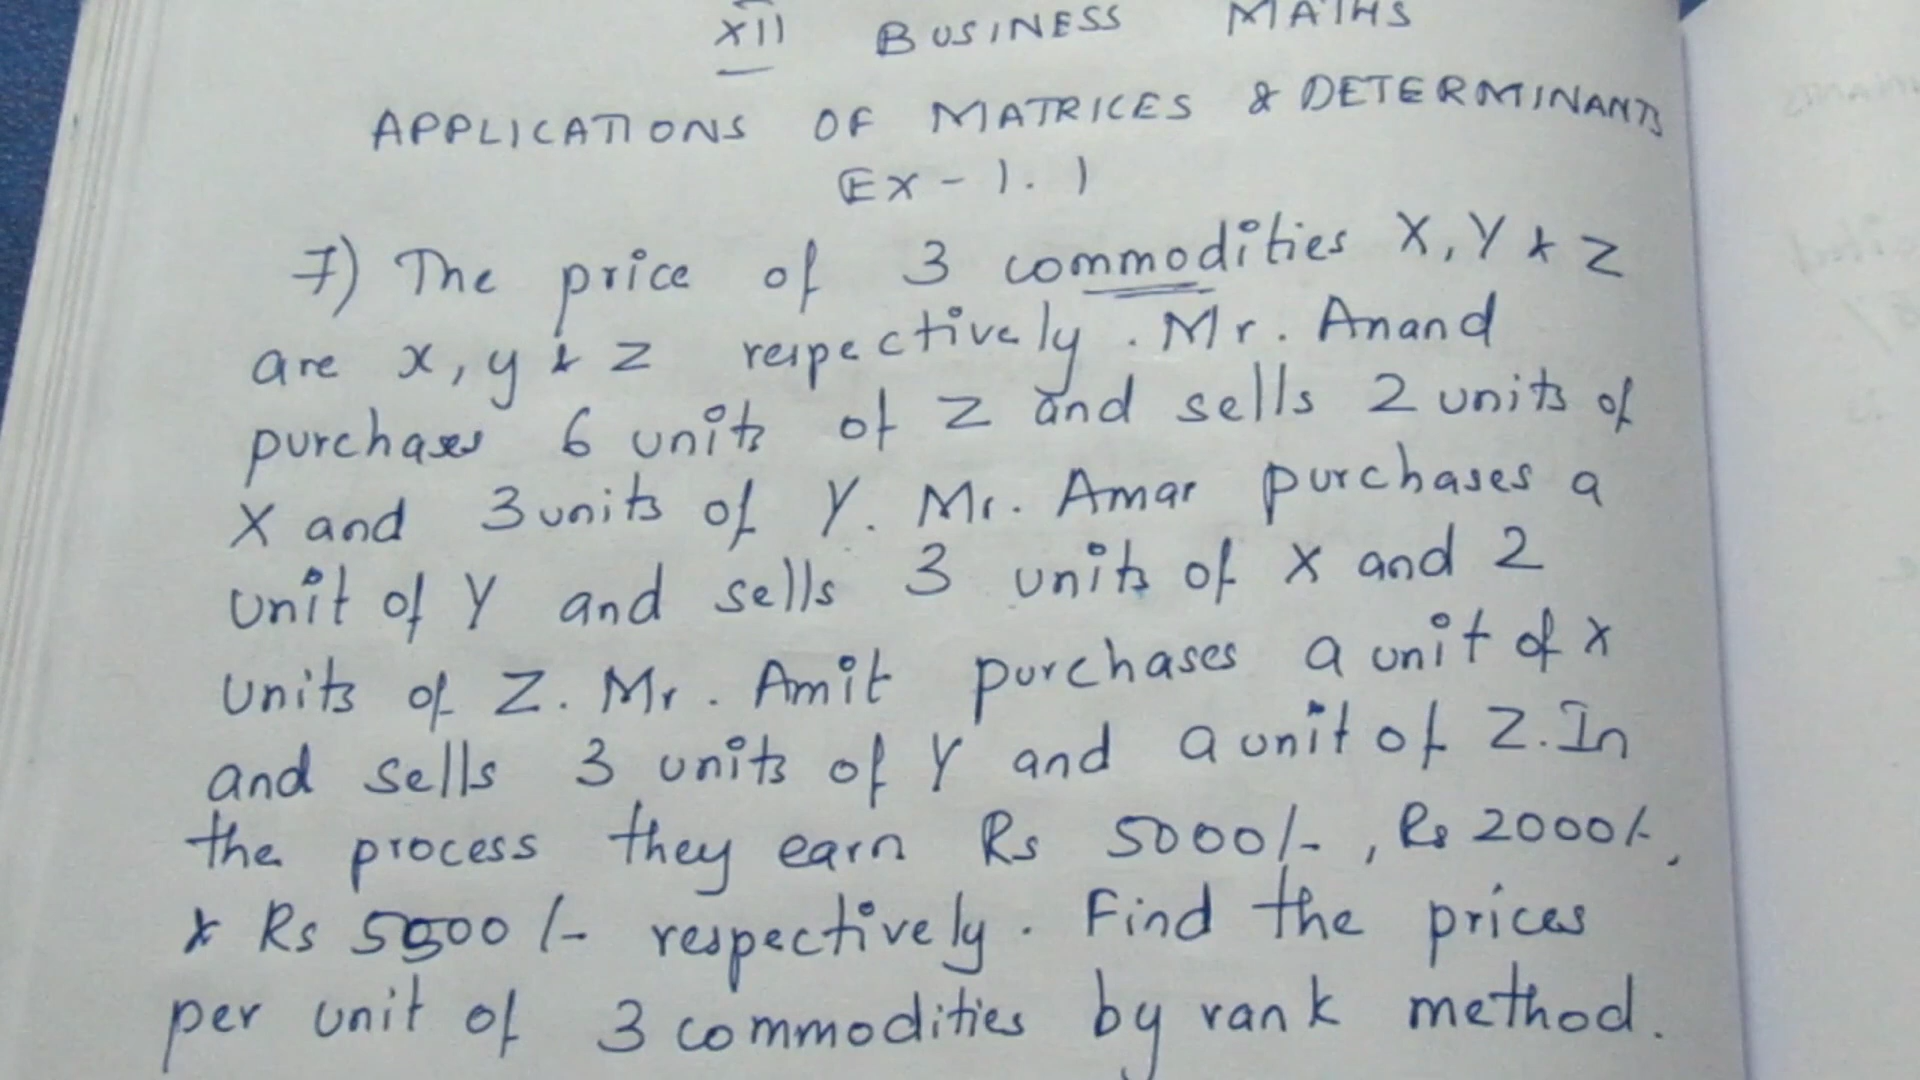 XII BUSINESS MATHS
APPLICATIONS OF MATRICES & DETERMINANTS
Ex - 1.1
7) The price of 3 commodities X, Y & Z
are x, y & z respectively. Mr. Anand
purchases 6 units of Z and sells 2 units of
X and 3 units of Y. Mr. Amar purchases a
unit of Y and sells 3 units of X and 2
units of Z. Mr. Amit purchases a unit of X
and sells 3 units of Y and a unit of Z. In
the process they earn Rs 5000/-, Rs 2000/-,
& Rs 5500/- respectively. Find the prices
per unit of 3 commodities by rank method.